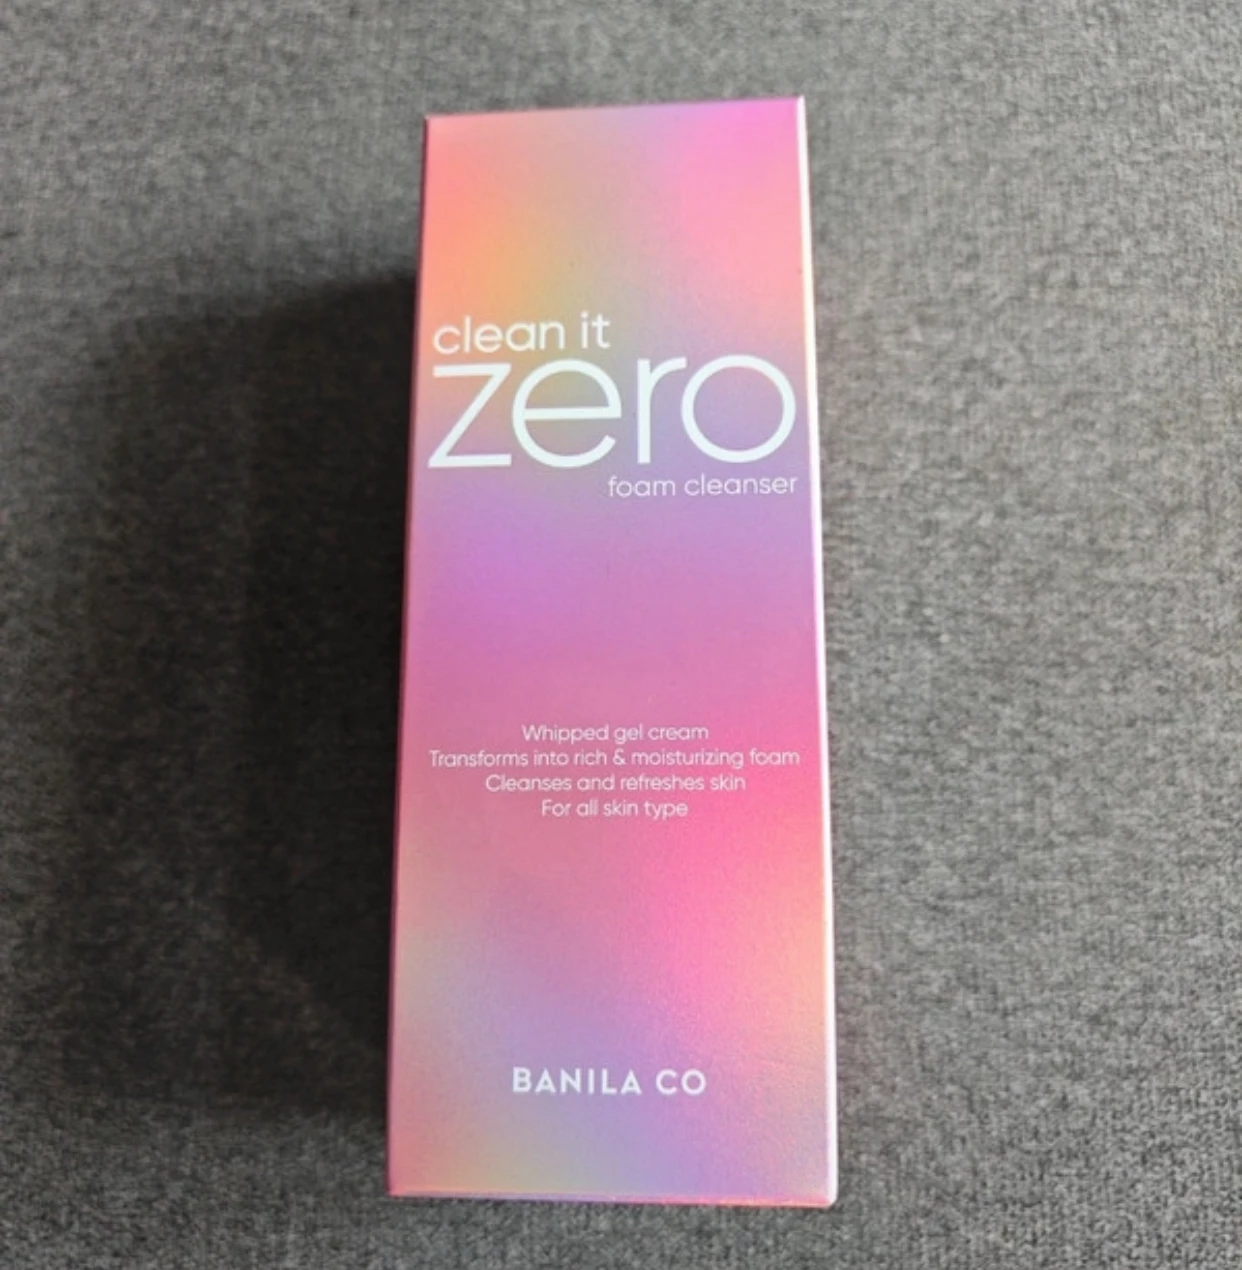 clean it
zero
foam cleanser
Whipped gel cream
Transforms into rich & moisturizing foam
Cleanses and refreshes skin
For all skin type
BANILA CO